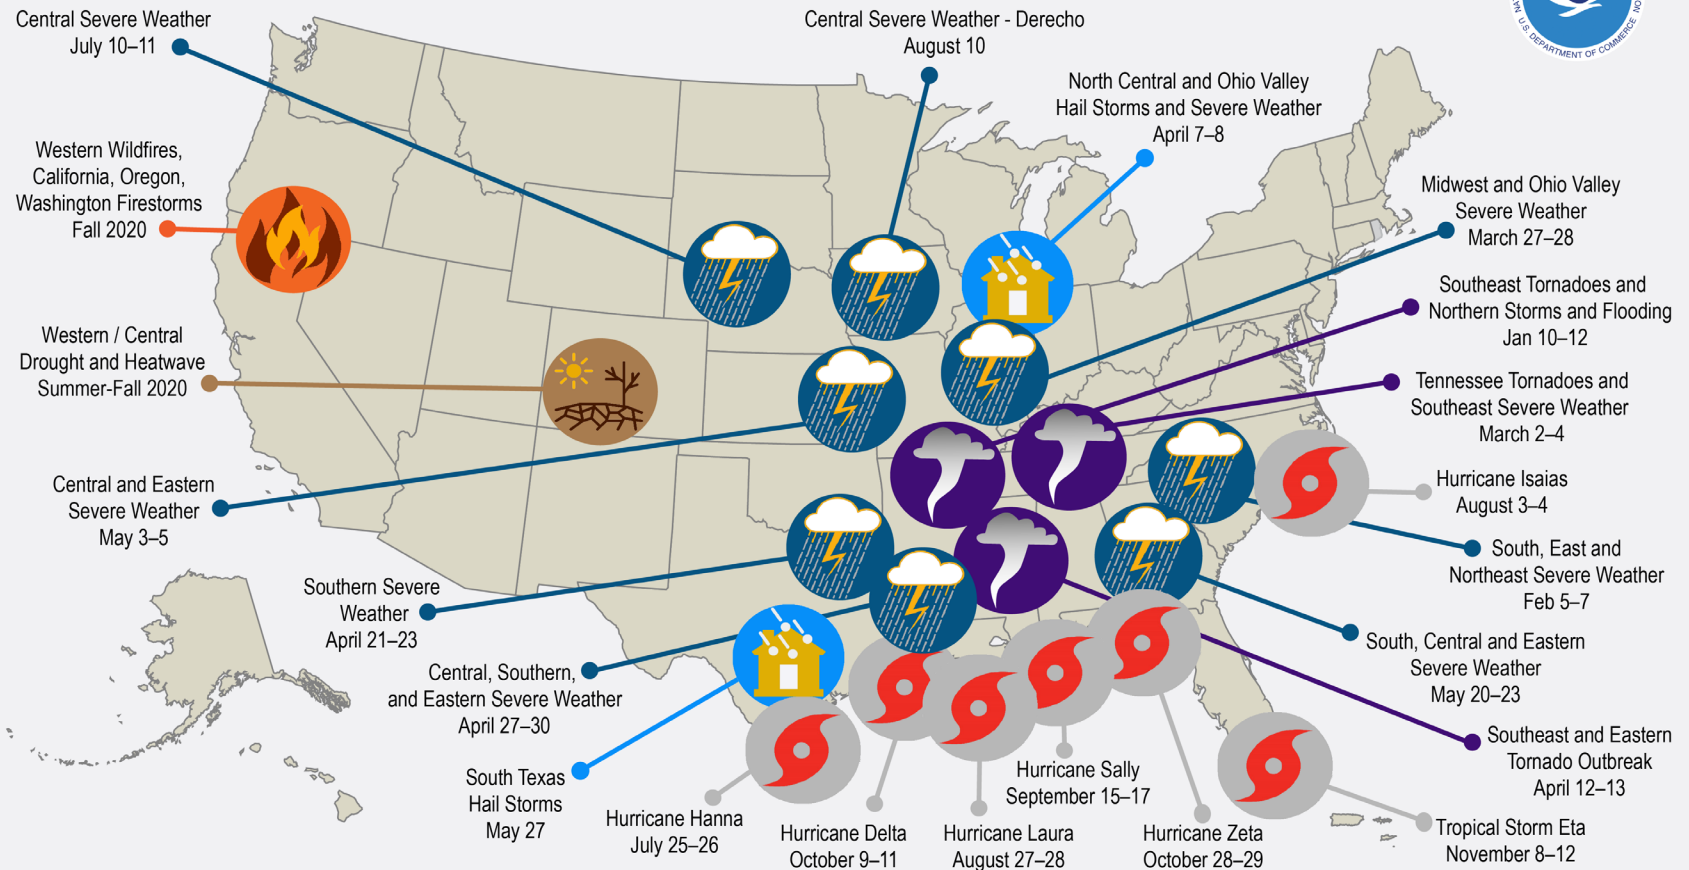 Central Severe Weather
July 10–11
Central Severe Weather - Derecho
August 10
U.S. DEPARTMENT OF COMMERCE
North Central and Ohio Valley
Hail Storms and Severe Weather
April 7–8
Western Wildfires,
California, Oregon,
Washington Firestorms
Fall 2020
Midwest and Ohio Valley
Severe Weather
March 27–28
Southeast Tornadoes and
Northern Storms and Flooding
Jan 10–12
Western / Central
Drought and Heatwave
Summer-Fall 2020
Tennessee Tornadoes and
Southeast Severe Weather
March 2–4
Central and Eastern
Severe Weather
May 3–5
Hurricane Isaias
August 3–4
South, East and
Northeast Severe Weather
Feb 5–7
Southern Severe
Weather
April 21–23
South, Central and Eastern
Severe Weather
May 20–23
Central, Southern,
and Eastern Severe Weather
April 27–30
Southeast and Eastern
Tornado Outbreak
April 12–13
South Texas
Hail Storms
May 27
Hurricane Hanna
July 25–26
Hurricane Delta
October 9–11
Hurricane Laura
August 27–28
Hurricane Sally
September 15–17
Hurricane Zeta
October 28–29
Tropical Storm Eta
November 8–12